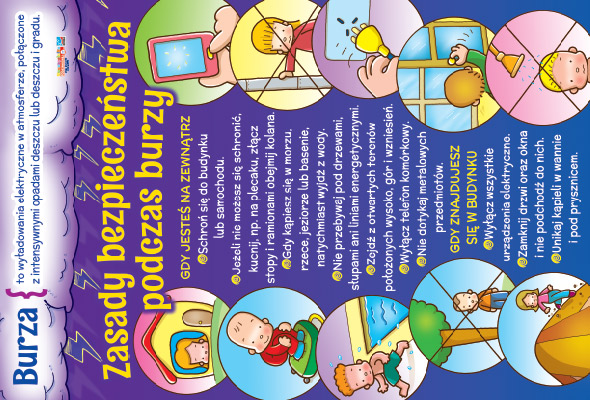 Burza { to wyładowania elektryczne w atmosferze, połączone
z intensywnymi opadami deszczu lub deszczu i gradu.
Zasady bezpieczeństwa
podczas burzy
GDY JESTEŚ NA ZEWNĄTRZ
Schroń się do budynku
lub samochodu.
Jeżeli nie możesz się schronić,
kucnij, np. na plecaku, złącz
stopy i ramionami obejmij kolana.
Gdy kąpiesz się w morzu,
rzece, jeziorze lub basenie,
natychmiast wyjdź z wody.
Nie przebywaj pod drzewami,
słupami ani liniami energetycznymi.
Zejdź z otwartych terenów
położonych wysoko, gór i wzniesień.
Wyłącz telefon komórkowy.
Nie dotykaj metalowych
przedmiotów.
GDY ZNAJDUJESZ
SIĘ W BUDYNKU
Wyłącz wszystkie
urządzenia elektryczne.
Zamknij drzwi oraz okna
i nie podchodź do nich.
Unikaj kąpieli w wannie
i pod prysznicem.